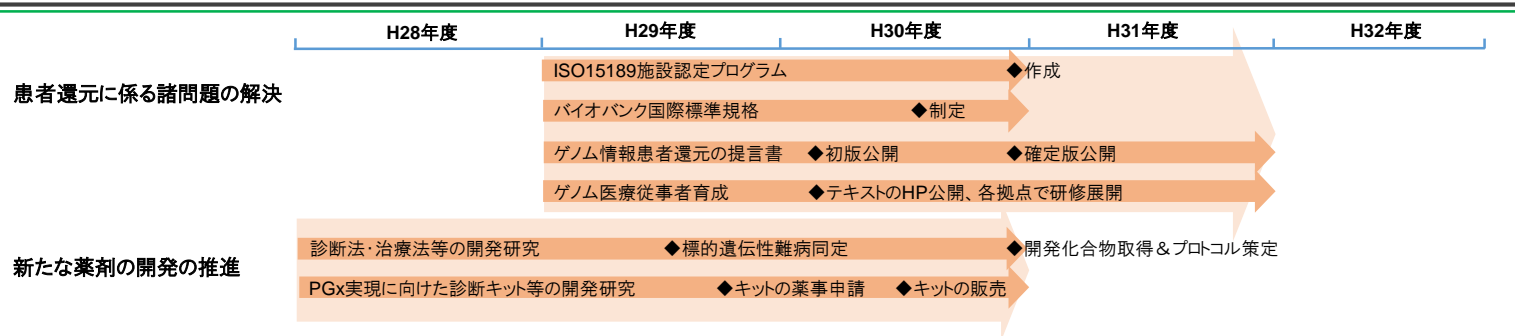 H28年度 H29年度 H30年度 H31年度 H32年度
患者還元に係る諸問題の解決
ISO15189施設認定プログラム ◆作成
バイオバンク国際標準規格 ◆制定
ゲノム情報患者還元の提言書 ◆初版公開 ◆確定版公開
ゲノム医療従事者育成 ◆テキストのHP公開、各拠点で研修展開
新たな薬剤の開発の推進
診断法・治療法等の開発研究 ◆標的遺伝性難病同定 ◆開発化合物取得＆プロトコル策定
PGx実現に向けた診断キット等の開発研究 ◆キットの薬事申請 ◆キットの販売